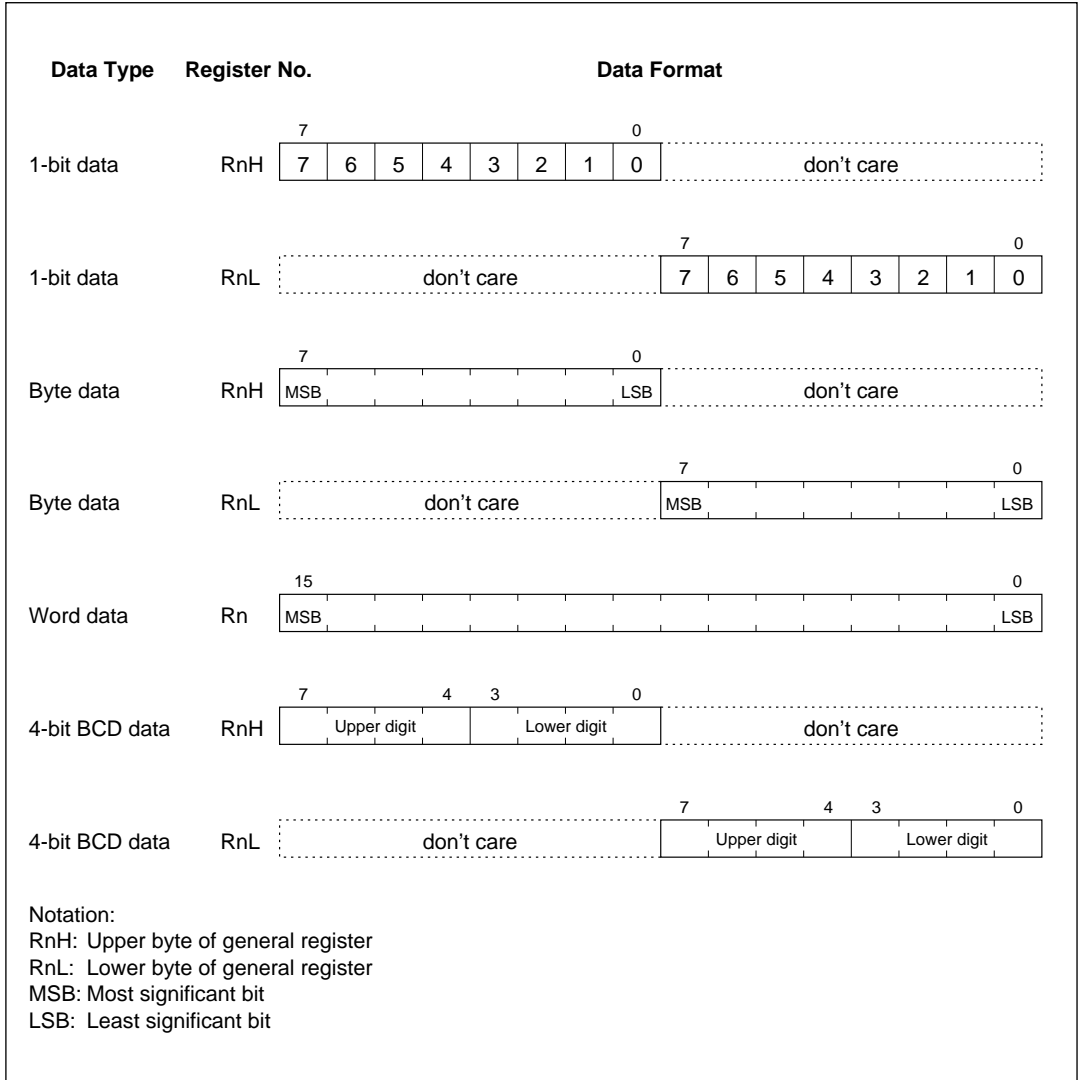 Data Type Register No. Data Format
7 0
1-bit data RnH 7 6 5 4 3 2 1 0 don't care
7 0
1-bit data RnL don't care 7 6 5 4 3 2 1 0
7 0
Byte data RnH MSB LSB don't care
7 0
Byte data RnL don't care MSB LSB
15 0
Word data Rn MSB LSB
7 4 3 0
4-bit BCD data RnH Upper digit Lower digit don't care
7 4 3 0
4-bit BCD data RnL don't care Upper digit Lower digit
Notation:
RnH: Upper byte of general register
RnL: Lower byte of general register
MSB: Most significant bit
LSB: Least significant bit